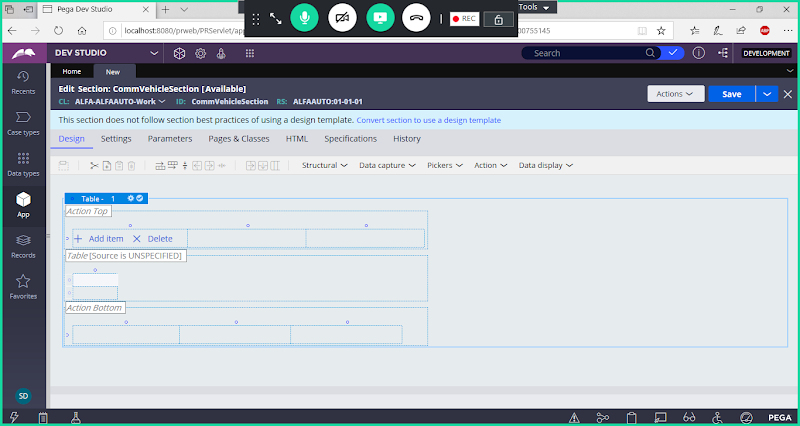 Pega Dev Studio
localhost:8080/prweb/PRServlet/app
00755145
Tools
REC
DEV STUDIO
Search
DEVELOPMENT
Home
New
Recents
Case types
Data types
App
Records
Favorites
SD
Edit Section: CommVehicleSection [Available]
CL: ALFA-ALFAAUTO-Work ID: CommVehicleSection RS: ALFAAUTO:01-01-01
Actions
Save
This section does not follow section best practices of using a design template. Convert section to use a design template
Design Settings Parameters Pages & Classes HTML Specifications History
Structural Data capture Pickers Action Data display
Table - 1
Action Top
Add item Delete
Table [Source is UNSPECIFIED]
Action Bottom
PEGA